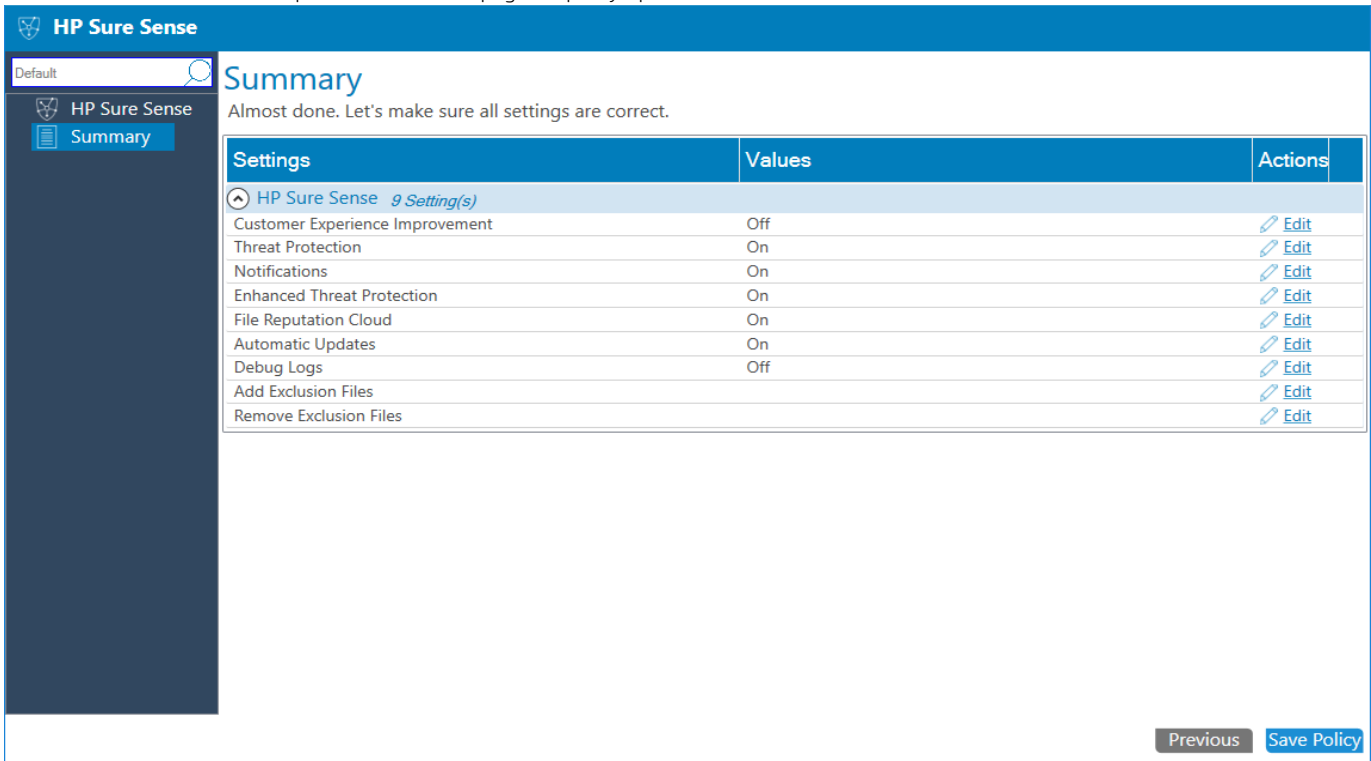 HP Sure Sense
Default
HP Sure Sense
Summary
Summary
Almost done. Let's make sure all settings are correct.
Settings Values Actions
HP Sure Sense 9 Setting(s)
Customer Experience Improvement Off Edit
Threat Protection On Edit
Notifications On Edit
Enhanced Threat Protection On Edit
File Reputation Cloud On Edit
Automatic Updates On Edit
Debug Logs Off Edit
Add Exclusion Files Edit
Remove Exclusion Files Edit
Previous Save Policy